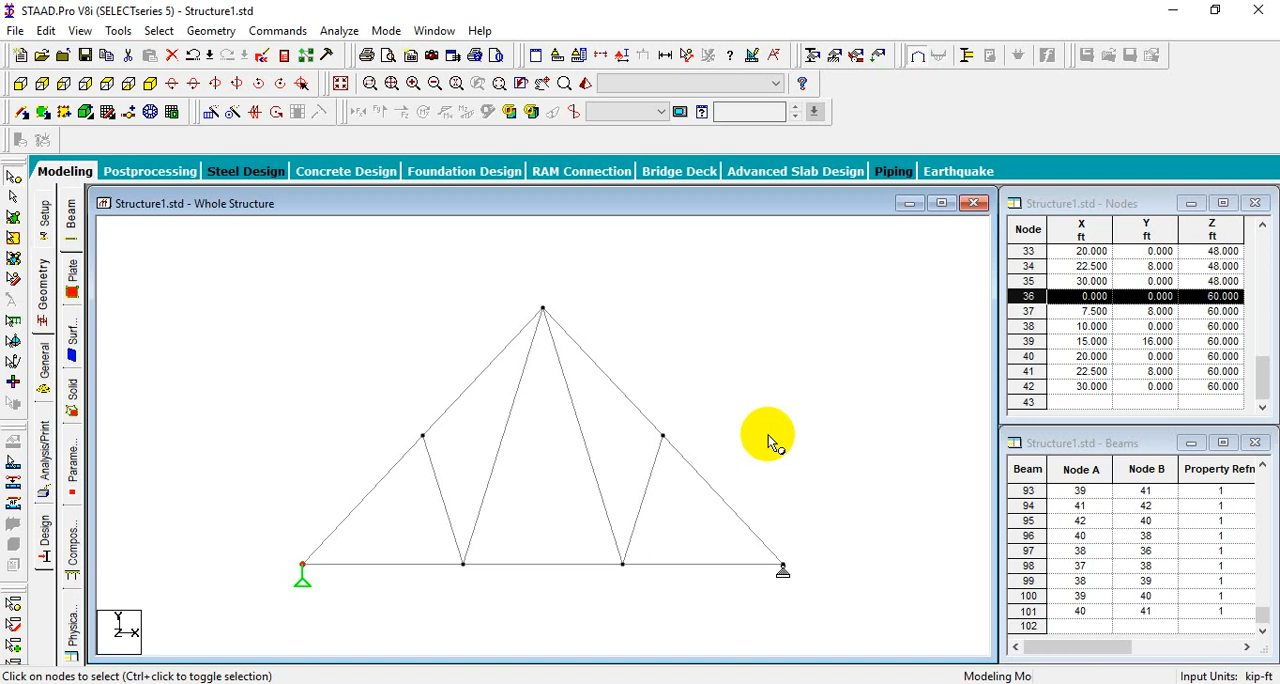 STAAD.Pro V8i (SELECTseries 5) - Structure1.std
File Edit View Tools Select Geometry Commands Analyze Mode Window Help
Modeling Postprocessing Steel Design Concrete Design Foundation Design RAM Connection Bridge Deck Advanced Slab Design Piping Earthquake
Setup
Geometry
General
Analysis/Print
Design
Beam
Plate
Surf...
Solid
Parame...
Compos...
Physica...
Structure1.std - Whole Structure
Y
Z X
Structure1.std - Nodes
Node X ft Y ft Z ft
33 20.000 0.000 48.000
34 22.500 8.000 48.000
35 30.000 0.000 48.000
36 0.000 0.000 60.000
37 7.500 8.000 60.000
38 10.000 0.000 60.000
39 15.000 16.000 60.000
40 20.000 0.000 60.000
41 22.500 8.000 60.000
42 30.000 0.000 60.000
43
Structure1.std - Beams
Beam Node A Node B Property Refn
93 39 41 1
94 41 42 1
95 42 40 1
96 40 38 1
97 38 36 1
98 37 38 1
99 38 39 1
100 39 40 1
101 40 41 1
102
Click on nodes to select (Ctrl+click to toggle selection) Modeling Mo Input Units: kip-ft